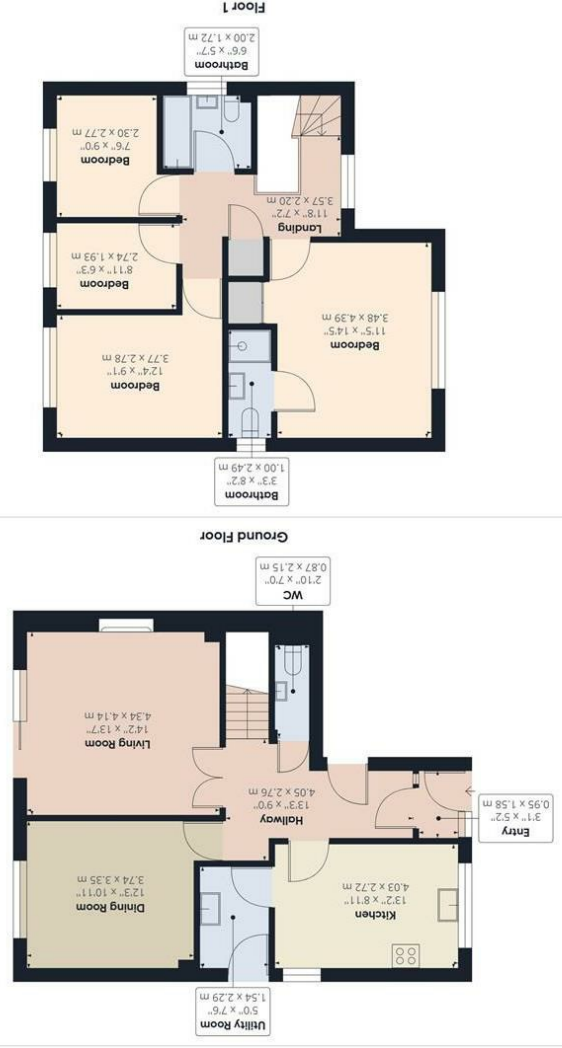 Utility Room
5'0" x 7'6"
1.54 x 2.29 m
Dining Room
12'3" x 10'11"
3.74 x 3.35 m
Kitchen
13'2" x 8'11"
4.03 x 2.72 m
Entry
3'1" x 5'2"
0.95 x 1.58 m
Hallway
13'3" x 9'0"
4.05 x 2.76 m
Living Room
14'2" x 13'7"
4.34 x 4.14 m
WC
2'10" x 7'0"
0.87 x 2.15 m
Ground Floor
Bathroom
3'3" x 8'2"
1.00 x 2.49 m
Bedroom
12'4" x 9'1"
3.77 x 2.78 m
Bedroom
11'5" x 14'5"
3.48 x 4.39 m
Bedroom
8'11" x 6'3"
2.74 x 1.93 m
Landing
11'8" x 7'2"
3.57 x 2.20 m
Bedroom
7'6" x 9'0"
2.30 x 2.77 m
Bathroom
6'6" x 5'7"
2.00 x 1.72 m
Floor 1